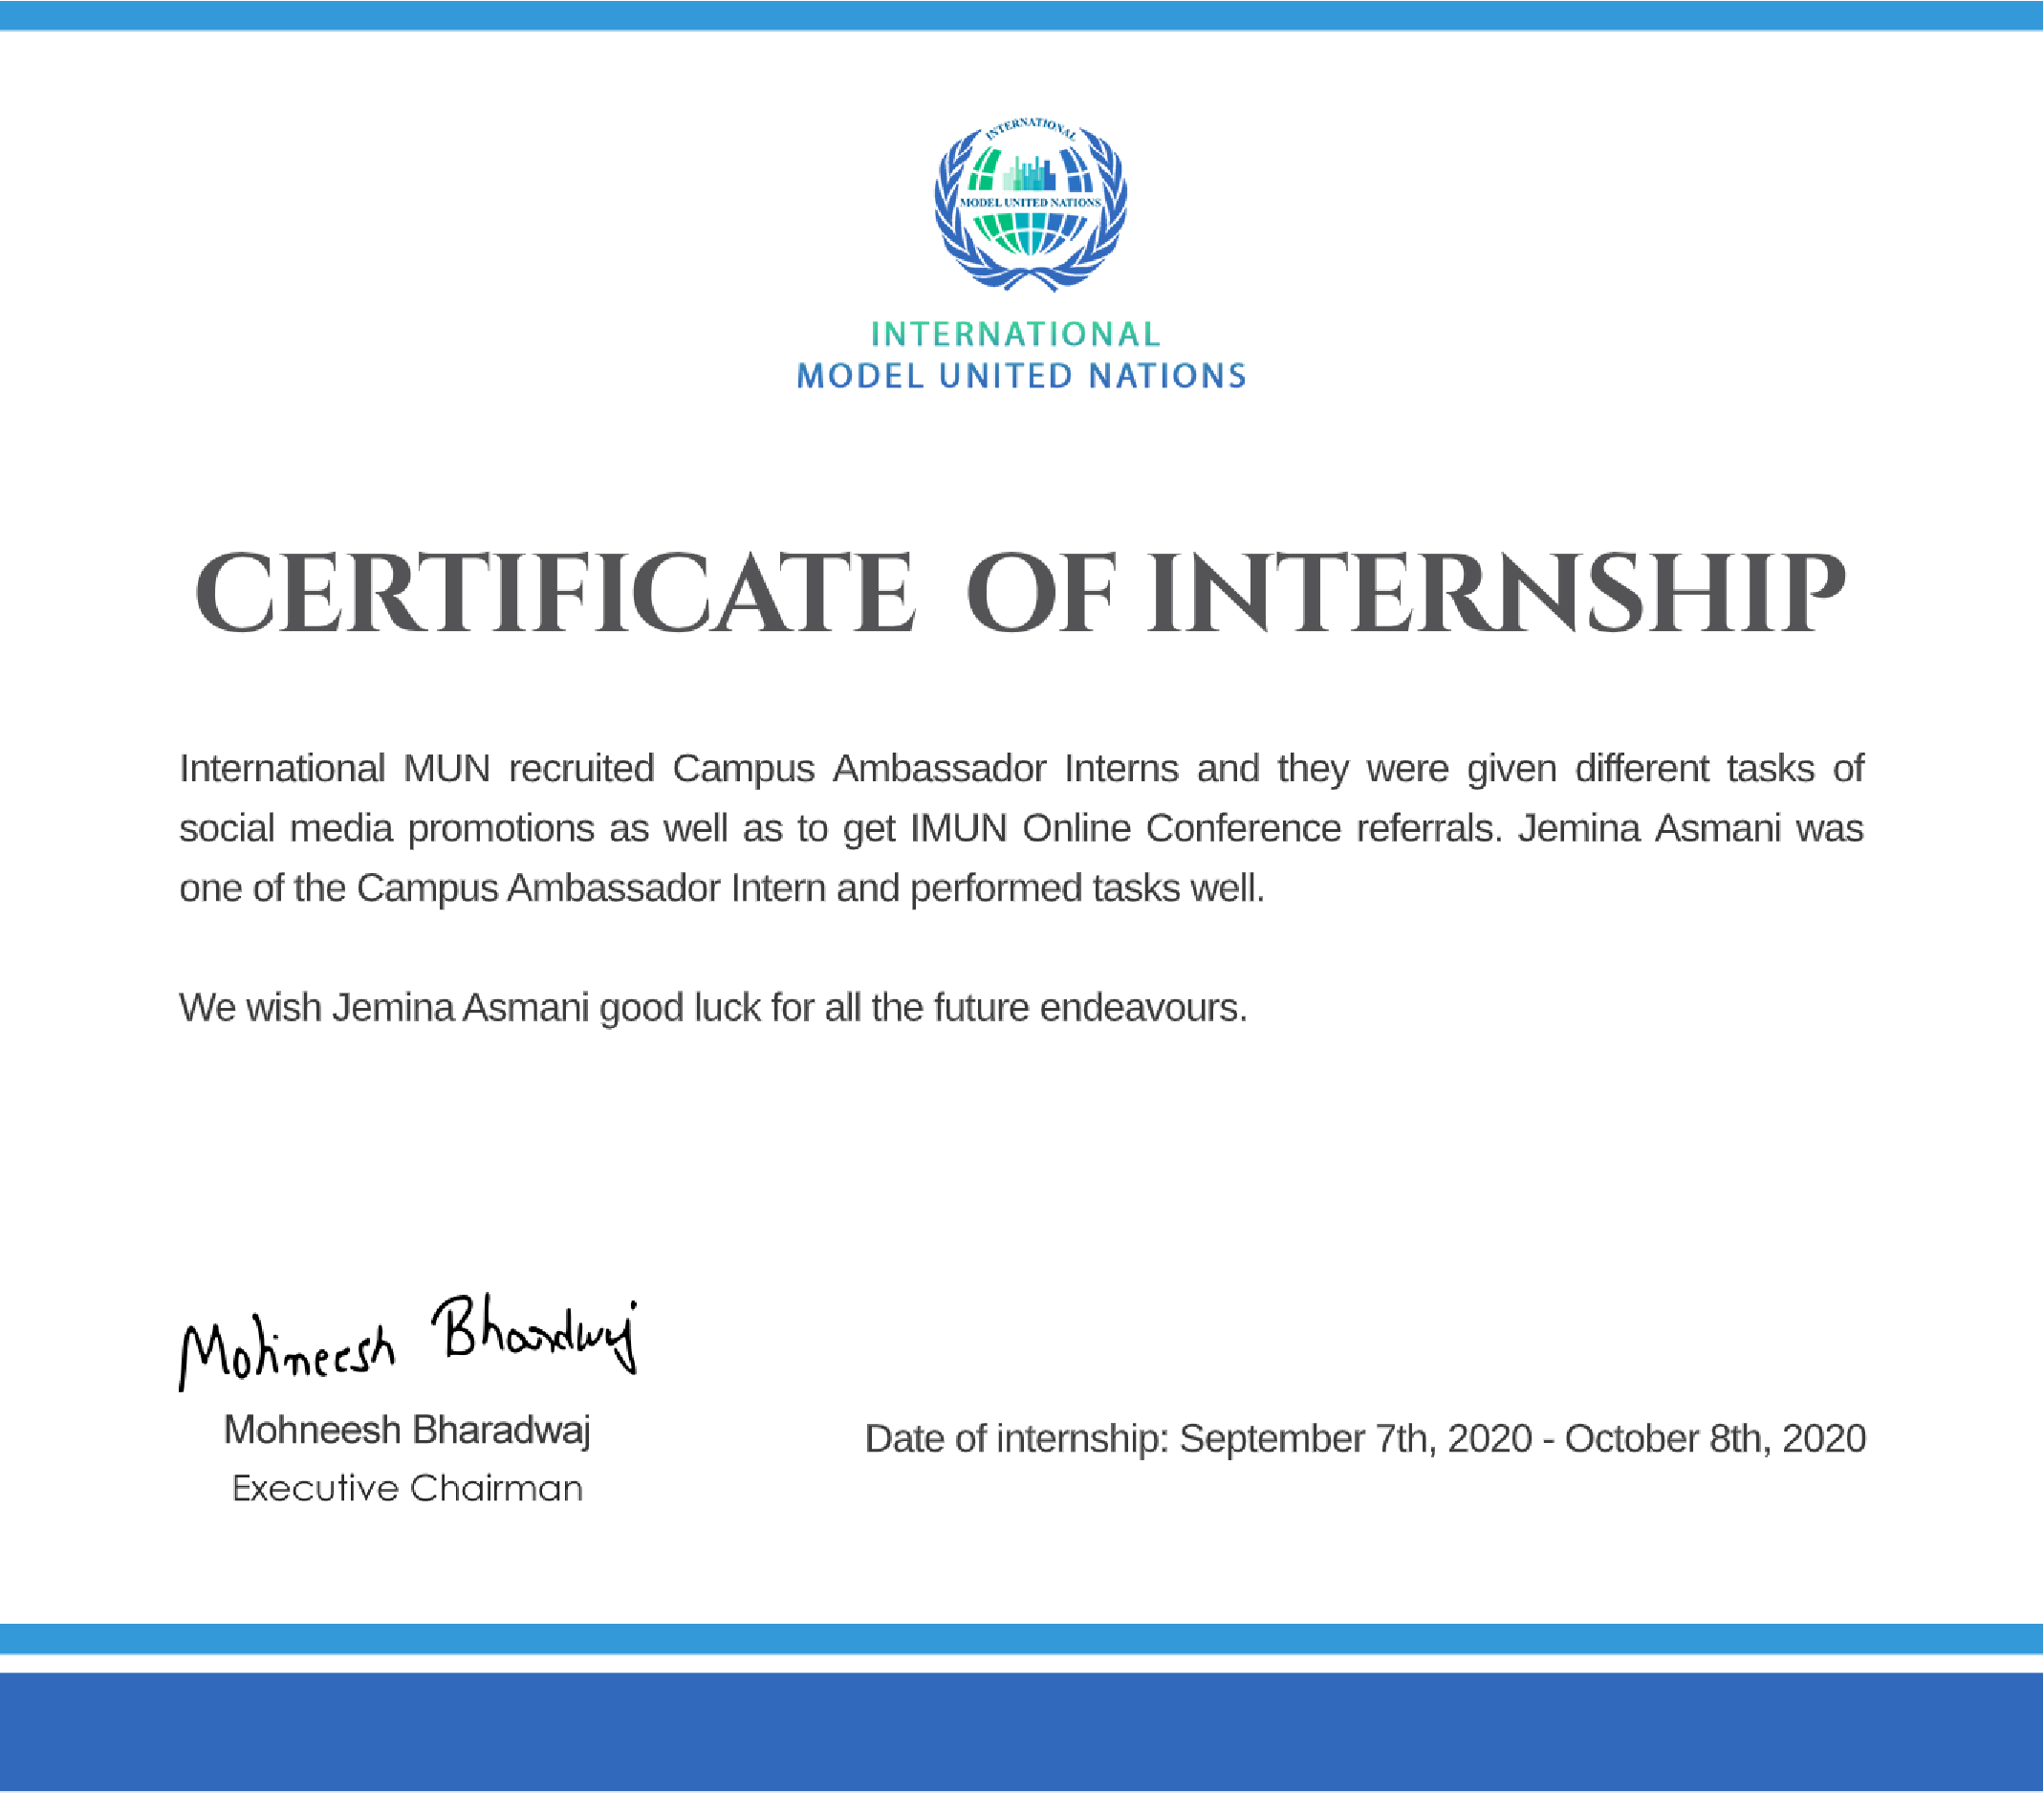 INTERNATIONAL
MODEL UNITED NATIONS
INTERNATIONAL
MODEL UNITED NATIONS
CERTIFICATE OF INTERNSHIP
International MUN recruited Campus Ambassador Interns and they were given different tasks of
social media promotions as well as to get IMUN Online Conference referrals. Jemina Asmani was
one of the Campus Ambassador Intern and performed tasks well.
We wish Jemina Asmani good luck for all the future endeavours.
Mohneesh Bharadwaj
Mohneesh Bharadwaj
Executive Chairman
Date of internship: September 7th, 2020 - October 8th, 2020